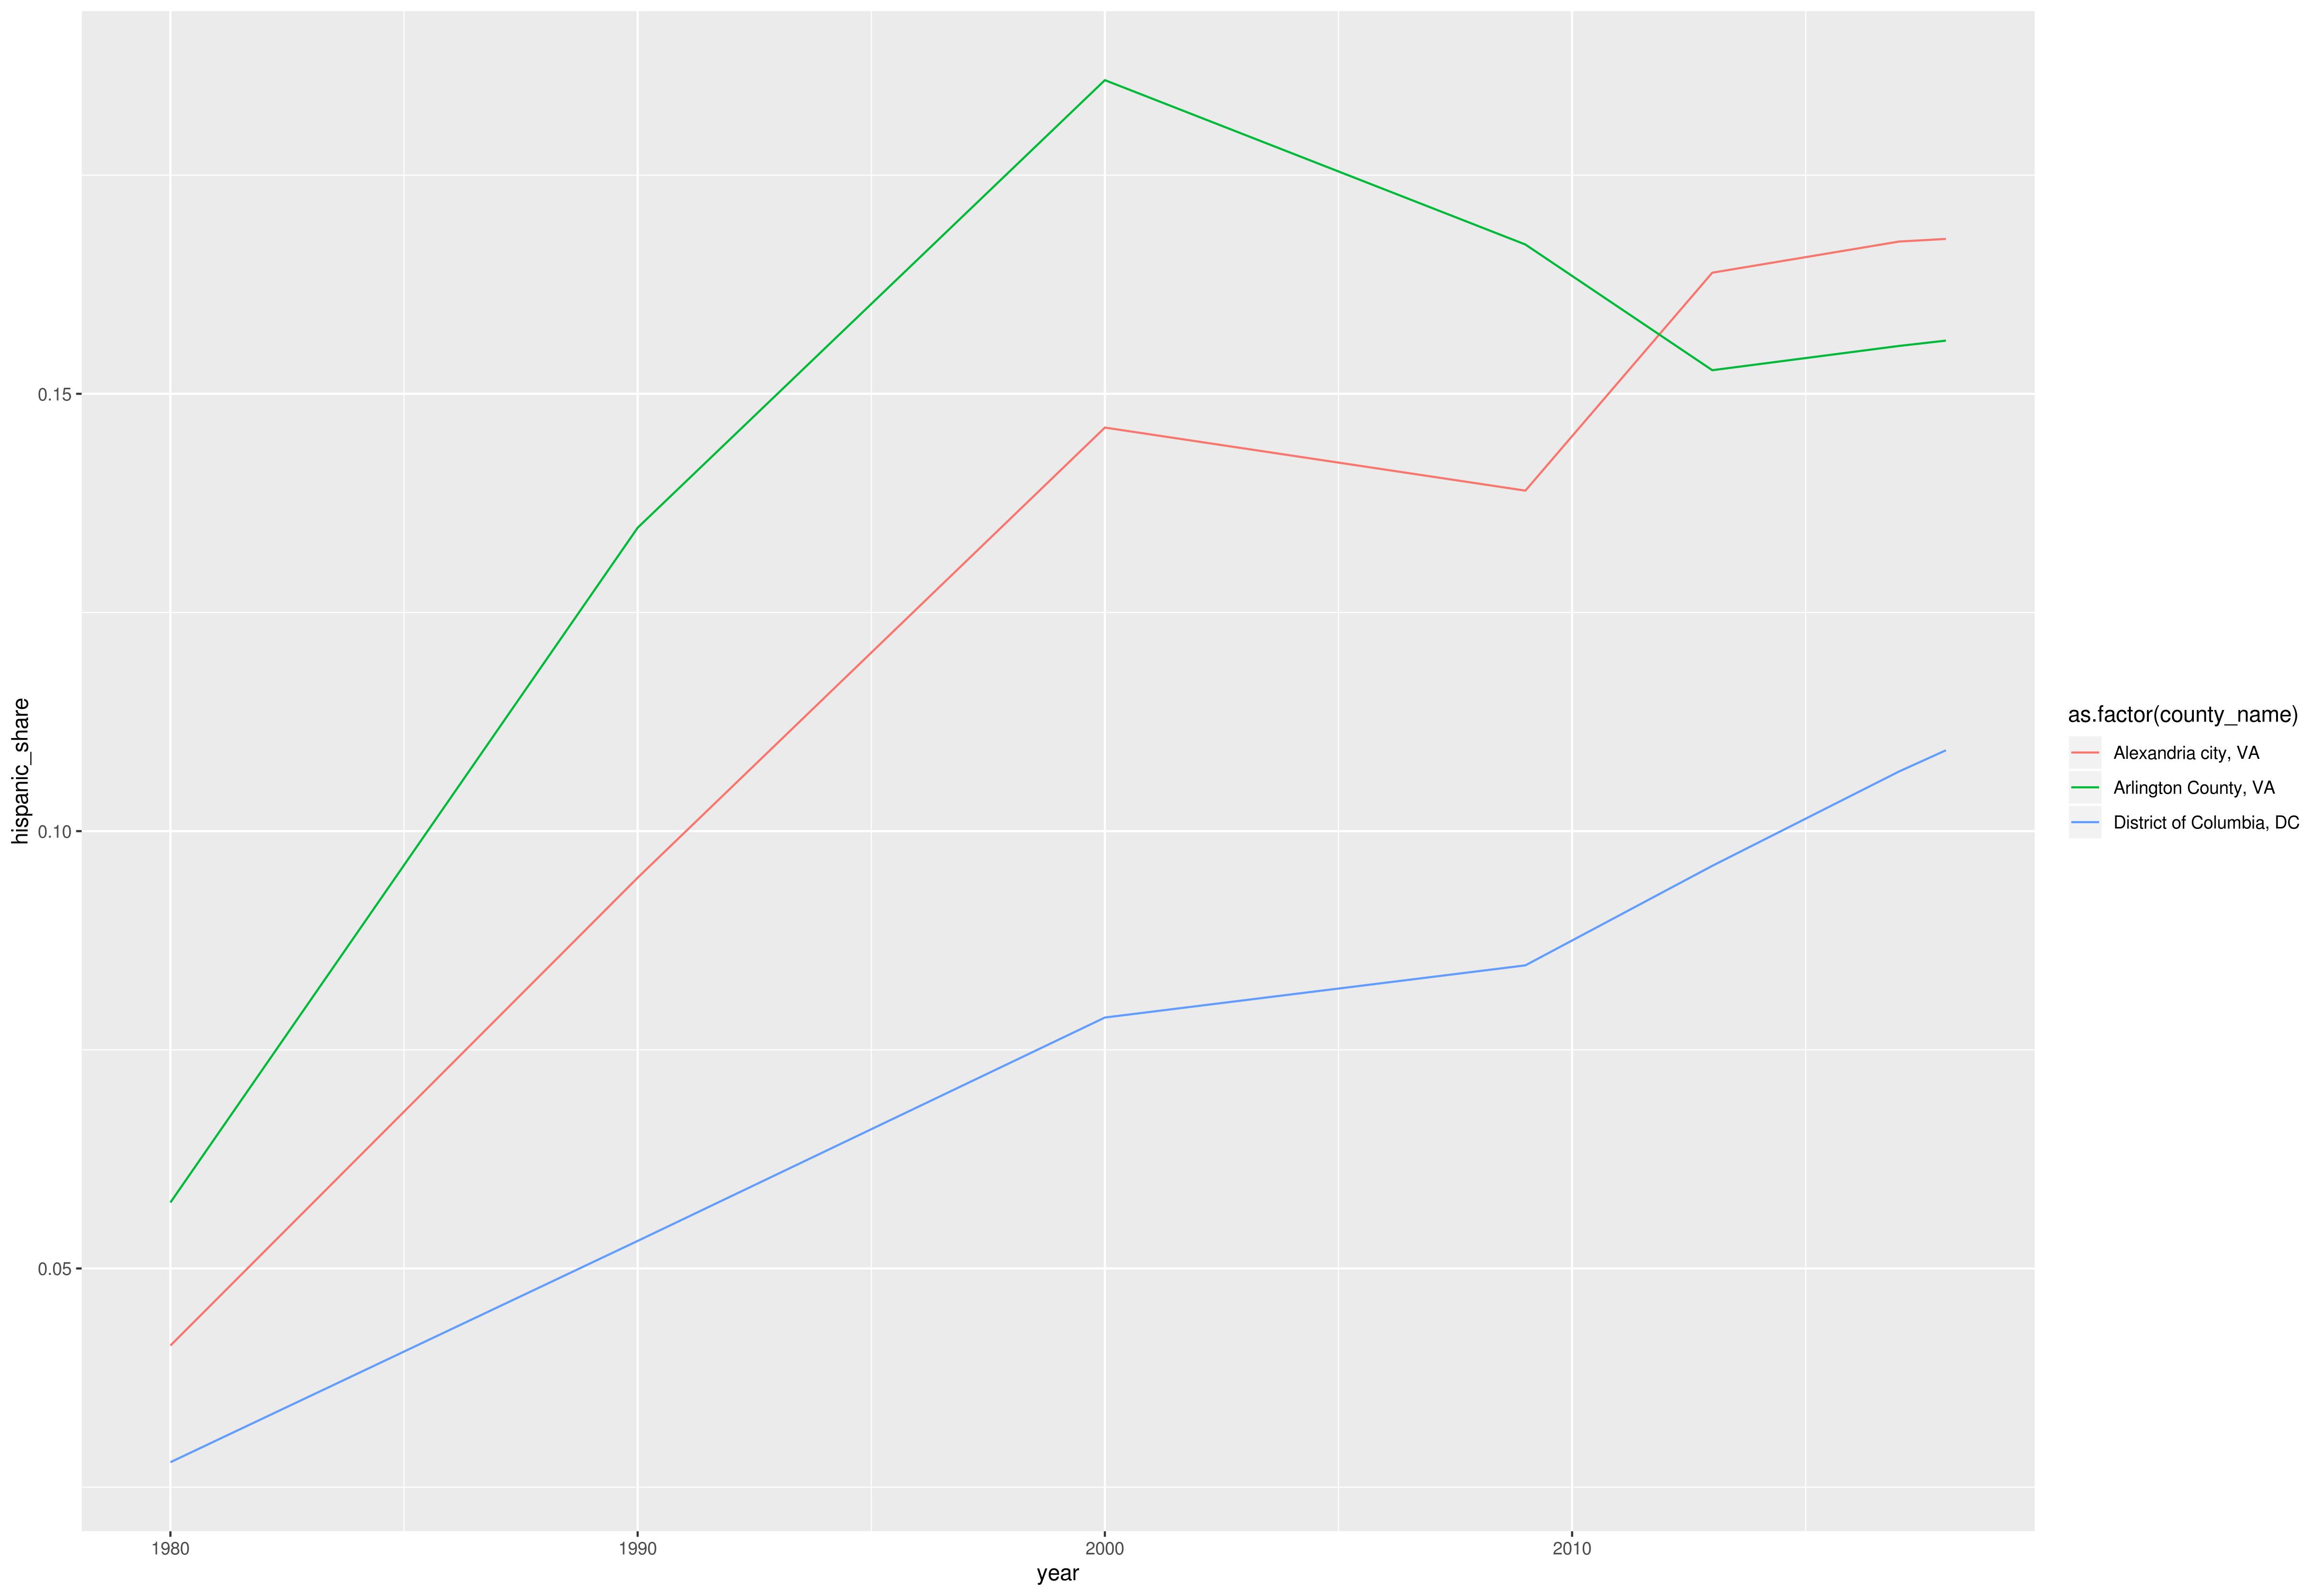 hispanic_share
0.15
0.10
0.05
1980
1990
2000
2010
year
as.factor(county_name)
Alexandria city, VA
Arlington County, VA
District of Columbia, DC